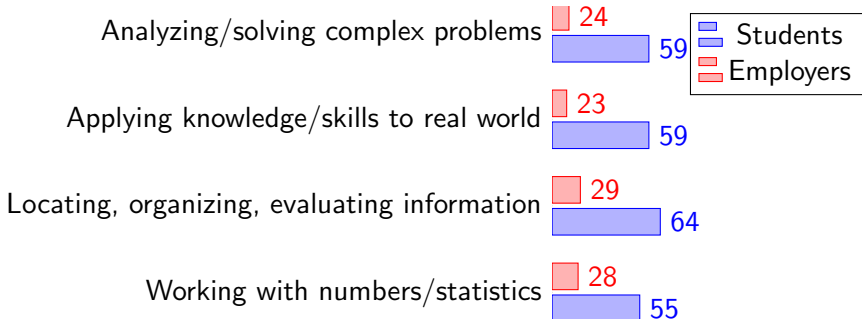 Analyzing/solving complex problems
24
59
Students
Employers
Applying knowledge/skills to real world
23
59
Locating, organizing, evaluating information
29
64
Working with numbers/statistics
28
55